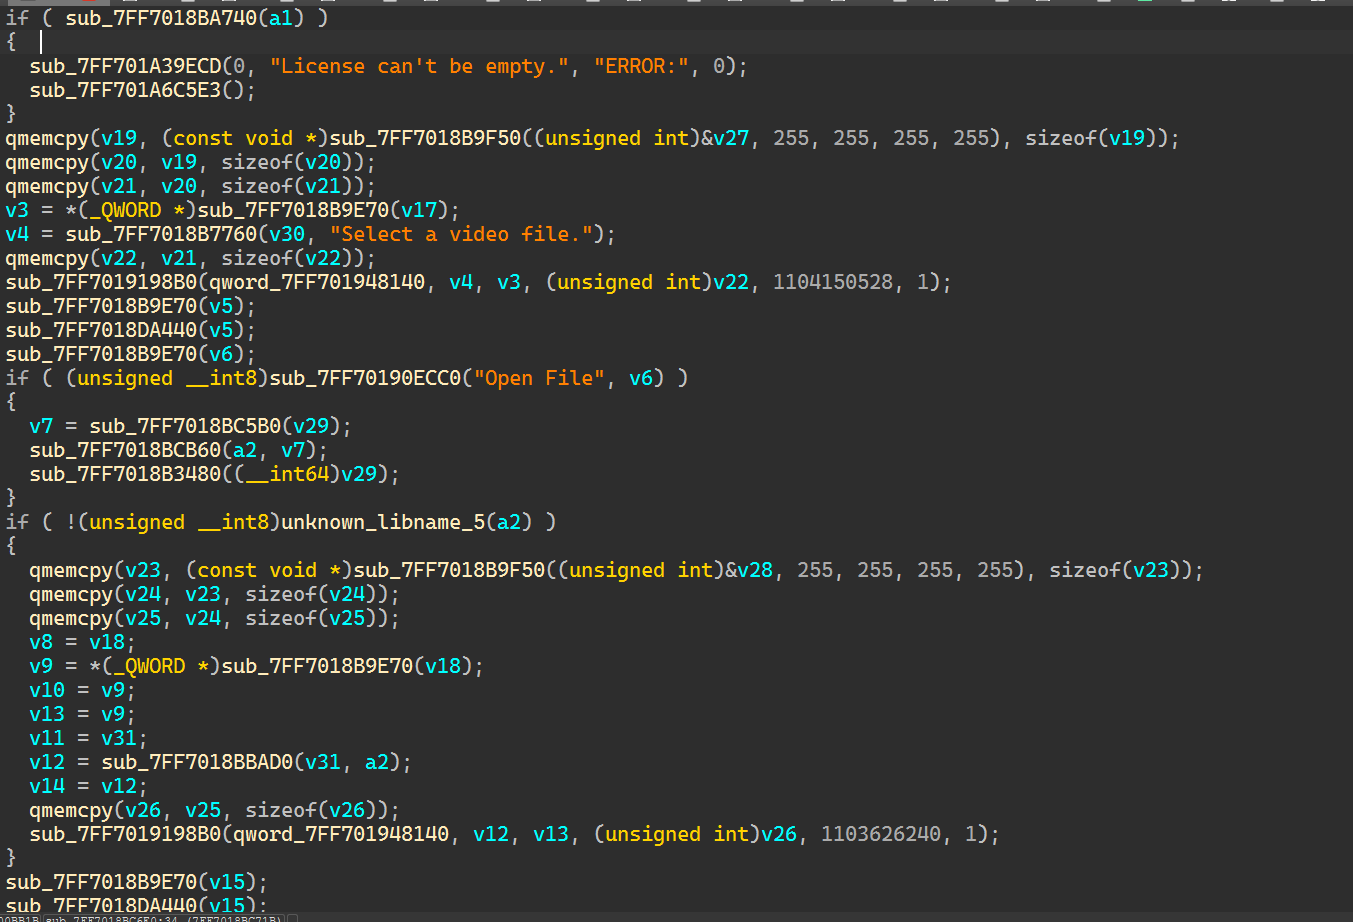 if ( sub_7FF7018BA740(a1) )
{
  sub_7FF701A39ECD(0, "License can't be empty.", "ERROR:", 0);
  sub_7FF701A6C5E3();
}
qmemcpy(v19, (const void *)sub_7FF7018B9F50((unsigned int)&v27, 255, 255, 255, 255), sizeof(v19));
qmemcpy(v20, v19, sizeof(v20));
qmemcpy(v21, v20, sizeof(v21));
v3 = *(_QWORD *)sub_7FF7018B9E70(v17);
v4 = sub_7FF7018B7760(v30, "Select a video file.");
qmemcpy(v22, v21, sizeof(v22));
sub_7FF7019198B0(qword_7FF701948140, v4, v3, (unsigned int)v22, 1104150528, 1);
sub_7FF7018B9E70(v5);
sub_7FF7018DA440(v5);
sub_7FF7018B9E70(v6);
if ( (unsigned __int8)sub_7FF70190ECC0("Open File", v6) )
{
  v7 = sub_7FF7018BC5B0(v29);
  sub_7FF7018BCB60(a2, v7);
  sub_7FF7018B3480((__int64)v29);
}
if ( !(unsigned __int8)unknown_libname_5(a2) )
{
  qmemcpy(v23, (const void *)sub_7FF7018B9F50((unsigned int)&v28, 255, 255, 255, 255), sizeof(v23));
  qmemcpy(v24, v23, sizeof(v24));
  qmemcpy(v25, v24, sizeof(v25));
  v8 = v18;
  v9 = *(_QWORD *)sub_7FF7018B9E70(v18);
  v10 = v9;
  v13 = v9;
  v11 = v31;
  v12 = sub_7FF7018BBAD0(v31, a2);
  v14 = v12;
  qmemcpy(v26, v25, sizeof(v26));
  sub_7FF7019198B0(qword_7FF701948140, v12, v13, (unsigned int)v26, 1103626240, 1);
}
sub_7FF7018B9E70(v15);
sub_7FF7018DA440(v15);